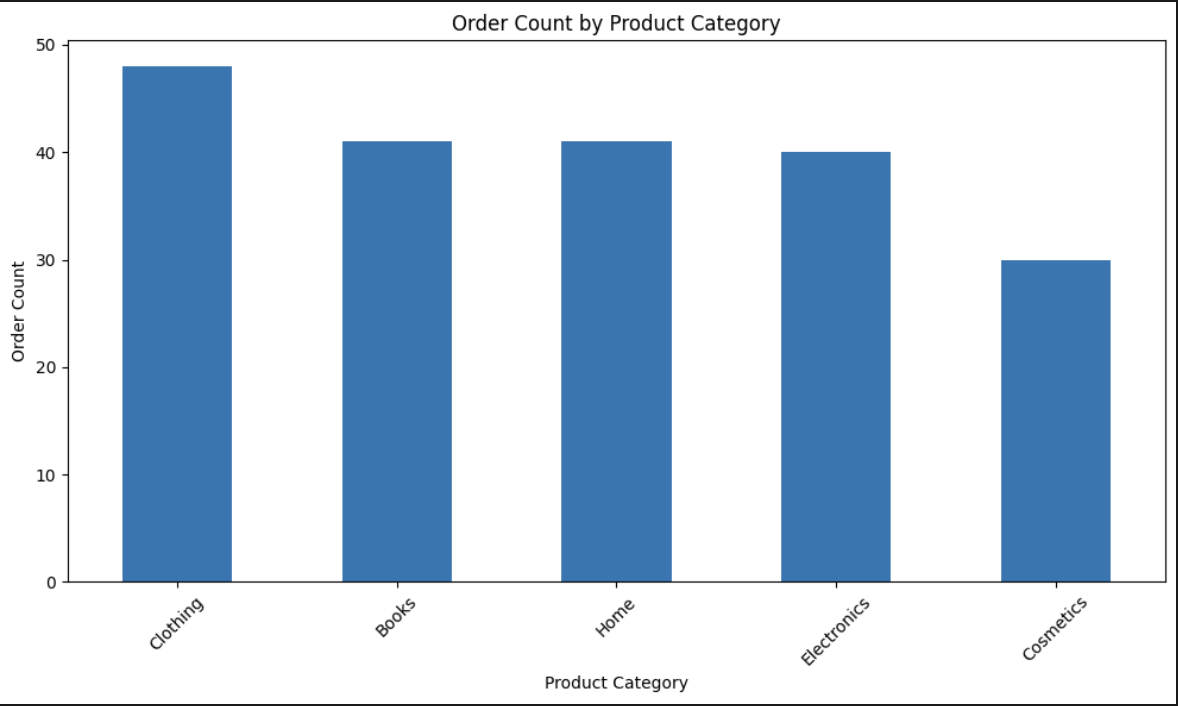 Order Count by Product Category
50
40
30
20
10
0
Order Count
Clothing
Books
Home
Electronics
Cosmetics
Product Category